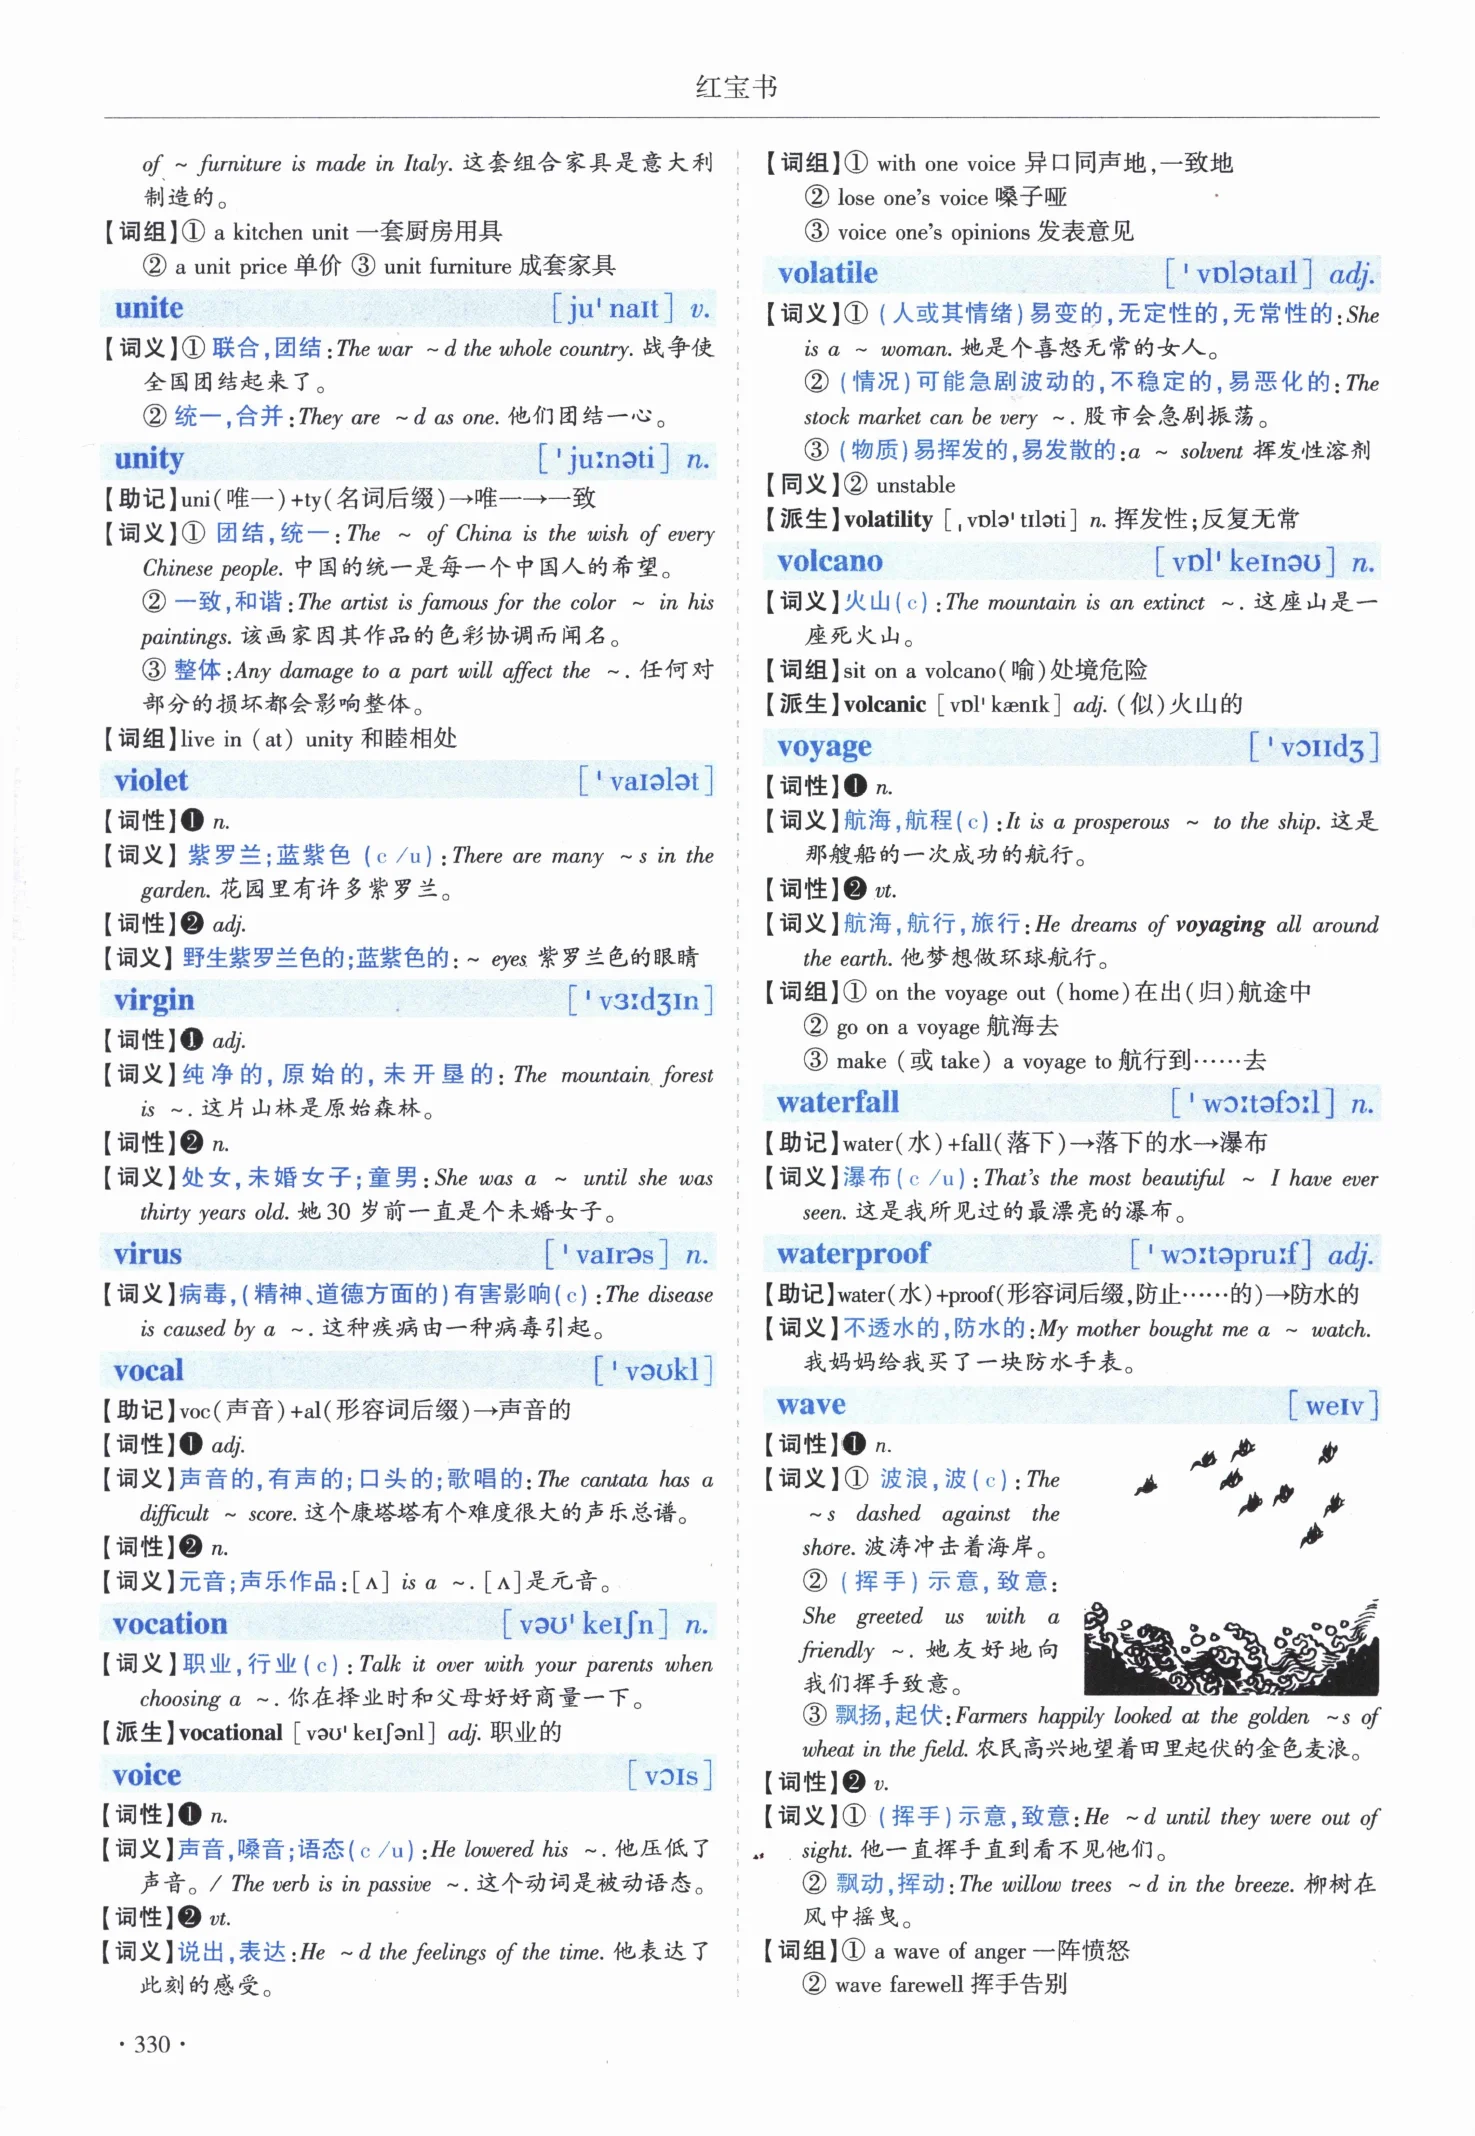 红宝书
of ~ furniture is made in Italy. 这套组合家具是意大利
制造的。
【词组】① a kitchen unit 一套厨房用具
② a unit price 单价 ③ unit furniture 成套家具
unite [juˈnaɪt] v.
【词义】① 联合,团结:The war ~d the whole country. 战争使
全国团结起来了。
② 统一,合并:They are ~d as one. 他们团结一心。
unity [ˈjuːnəti] n.
【助记】uni(唯一)+ty(名词后缀)→唯一→一致
【词义】① 团结,统一:The ~ of China is the wish of every
Chinese people. 中国的统一是每一个中国人的希望。
② 一致,和谐:The artist is famous for the color ~ in his
paintings. 该画家因其作品的色彩协调而闻名。
③ 整体:Any damage to a part will affect the ~. 任何对
部分的损坏都会影响整体。
【词组】live in (at) unity 和睦相处
violet [ˈvaɪələt]
【词性】❶ n.
【词义】紫罗兰;蓝紫色 (c/u):There are many ~s in the
garden. 花园里有许多紫罗兰。
【词性】❷ adj.
【词义】野生紫罗兰色的;蓝紫色的:~ eyes 紫罗兰色的眼睛
virgin [ˈvɜːdʒɪn]
【词性】❶ adj.
【词义】纯净的,原始的,未开垦的:The mountain forest
is ~. 这片山林是原始森林。
【词性】❷ n.
【词义】处女,未婚女子;童男:She was a ~ until she was
thirty years old. 她30岁前一直是个未婚女子。
virus [ˈvaɪrəs] n.
【词义】病毒,(精神、道德方面的)有害影响(c):The disease
is caused by a ~. 这种疾病由一种病毒引起。
vocal [ˈvəʊkl]
【助记】voc(声音)+al(形容词后缀)→声音的
【词性】❶ adj.
【词义】声音的,有声的;口头的;歌唱的:The cantata has a
difficult ~ score. 这个康塔塔有个难度很大的声乐总谱。
【词性】❷ n.
【词义】元音;声乐作品:[ʌ] is a ~. [ʌ]是元音。
vocation [vəʊˈkeɪʃn] n.
【词义】职业,行业(c):Talk it over with your parents when
choosing a ~. 你在择业时和父母好好商量一下。
【派生】vocational [vəʊˈkeɪʃənl] adj. 职业的
voice [vɔɪs]
【词性】❶ n.
【词义】声音,嗓音;语态(c/u):He lowered his ~. 他压低了
声音。/ The verb is in passive ~. 这个动词是被动语态。
【词性】❷ vt.
【词义】说出,表达:He ~d the feelings of the time. 他表达了
此刻的感受。
【词组】① with one voice 异口同声地,一致地
② lose one's voice 嗓子哑
③ voice one's opinions 发表意见
volatile [ˈvɒlətaɪl] adj.
【词义】① (人或其情绪)易变的,无定性的,无常性的:She
is a ~ woman. 她是个喜怒无常的女人。
② (情况)可能急剧波动的,不稳定的,易恶化的:The
stock market can be very ~. 股市会急剧振荡。
③ (物质)易挥发的,易发散的:a ~ solvent 挥发性溶剂
【同义】② unstable
【派生】volatility [ˌvɒləˈtɪləti] n. 挥发性;反复无常
volcano [vɒlˈkeɪnəʊ] n.
【词义】火山(c):The mountain is an extinct ~. 这座山是一
座死火山。
【词组】sit on a volcano(喻)处境危险
【派生】volcanic [vɒlˈkænɪk] adj. (似)火山的
voyage [ˈvɔɪɪdʒ]
【词性】❶ n.
【词义】航海,航程(c):It is a prosperous ~ to the ship. 这是
那艘船的一次成功的航行。
【词性】❷ vt.
【词义】航海,航行,旅行:He dreams of voyaging all around
the earth. 他梦想做环球航行。
【词组】① on the voyage out (home)在出(归)航途中
② go on a voyage 航海去
③ make (或 take) a voyage to 航行到……去
waterfall [ˈwɔːtəfɔːl] n.
【助记】water(水)+fall(落下)→落下的水→瀑布
【词义】瀑布(c/u):That's the most beautiful ~ I have ever
seen. 这是我所见过的最漂亮的瀑布。
waterproof [ˈwɔːtəpruːf] adj.
【助记】water(水)+proof(形容词后缀,防止……的)→防水的
【词义】不透水的,防水的:My mother bought me a ~ watch.
我妈妈给我买了一块防水手表。
wave [weɪv]
【词性】❶ n.
【词义】① 波浪,波(c):The
~s dashed against the
shore. 波涛冲击着海岸。
② (挥手)示意,致意:
She greeted us with a
friendly ~. 她友好地向
我们挥手致意。
③ 飘扬,起伏:Farmers happily looked at the golden ~s of
wheat in the field. 农民高兴地望着田里起伏的金色麦浪。
【词性】❷ v.
【词义】① (挥手)示意,致意:He ~d until they were out of
sight. 他一直挥手直到看不见他们。
② 飘动,挥动:The willow trees ~d in the breeze. 柳树在
风中摇曳。
【词组】① a wave of anger 一阵愤怒
② wave farewell 挥手告别
·330·